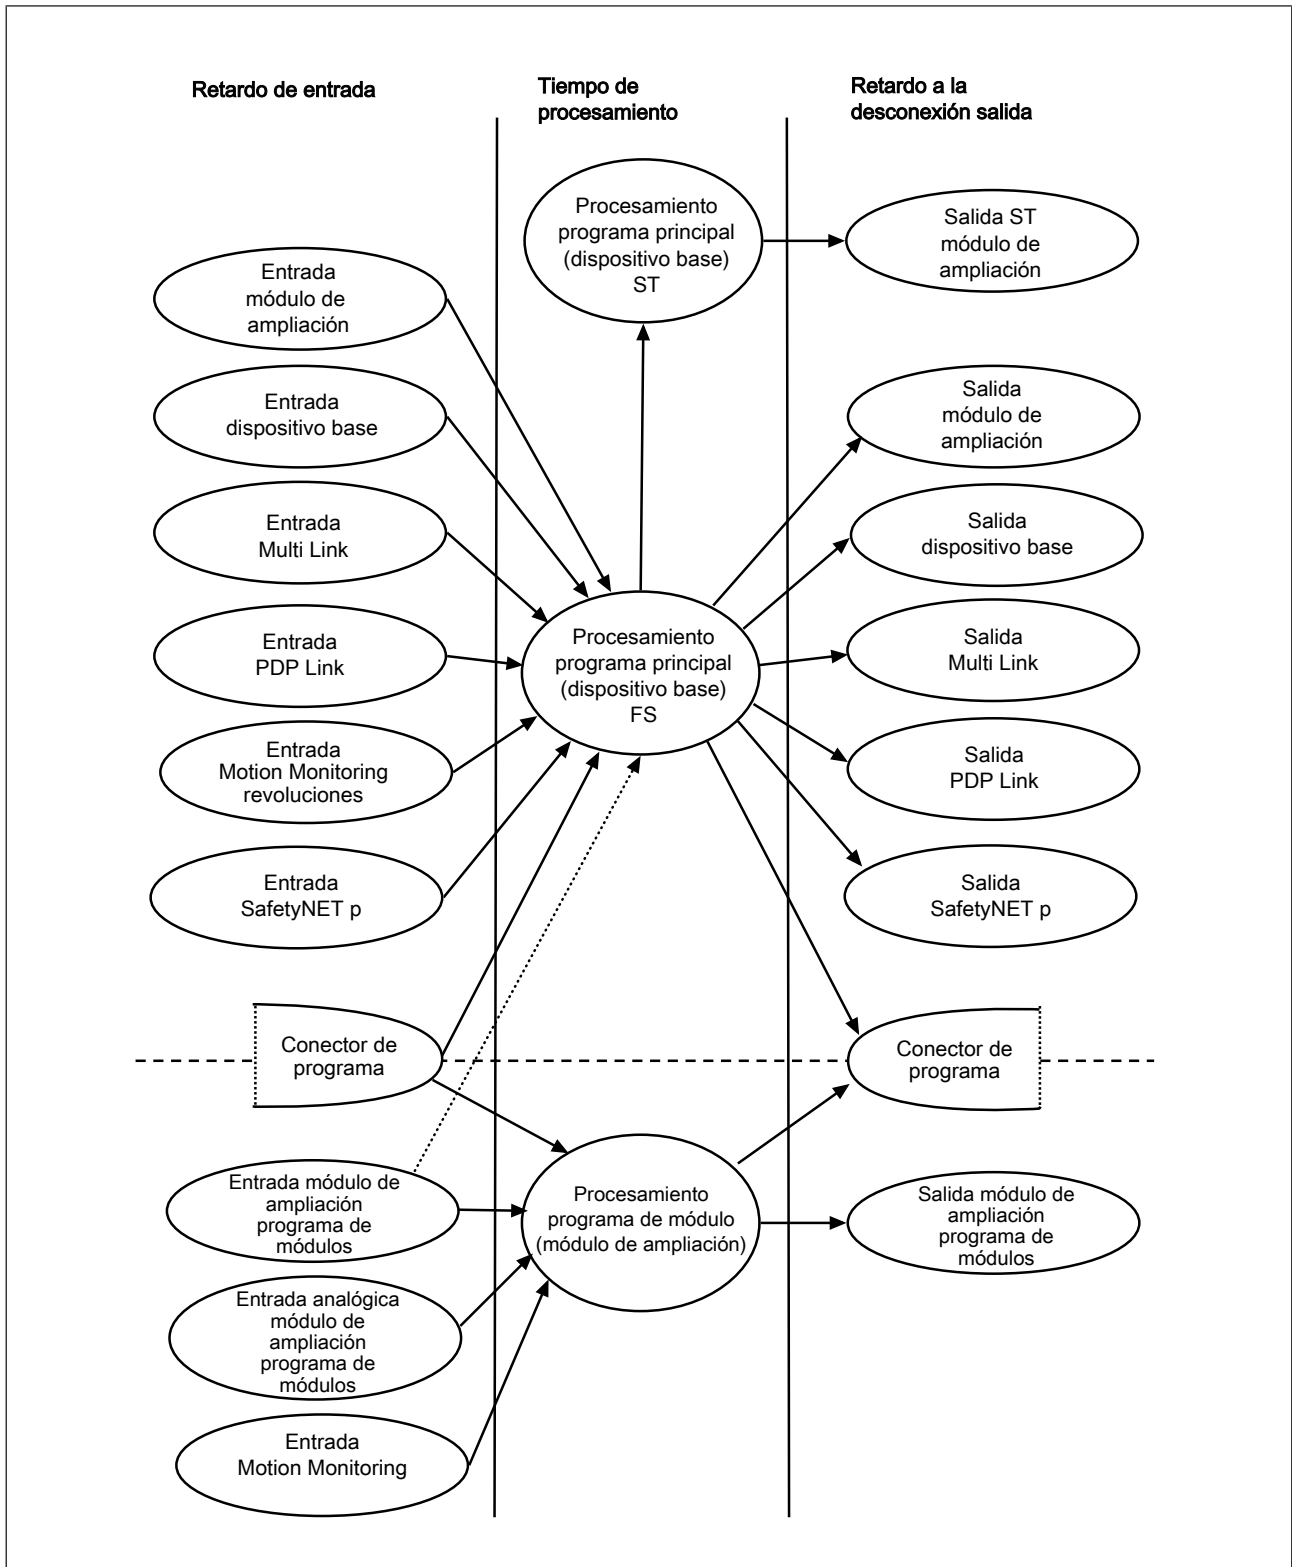 Retardo de entrada
Tiempo de
procesamiento
Retardo a la
desconexión salida
Procesamiento
programa principal
(dispositivo base)
ST
Salida ST
módulo de
ampliación
Entrada
módulo de
ampliación
Entrada
dispositivo base
Entrada
Multi Link
Entrada
PDP Link
Entrada
Motion Monitoring
revoluciones
Entrada
SafetyNET p
Procesamiento
programa principal
(dispositivo base)
FS
Salida
módulo de
ampliación
Salida
dispositivo base
Salida
Multi Link
Salida
PDP Link
Salida
SafetyNET p
Conector de
programa
Conector de
programa
Entrada módulo de
ampliación
programa de
módulos
Entrada analógica
módulo de
ampliación
programa de
módulos
Entrada
Motion Monitoring
Procesamiento
programa de módulo
(módulo de ampliación)
Salida módulo de
ampliación
programa de
módulos